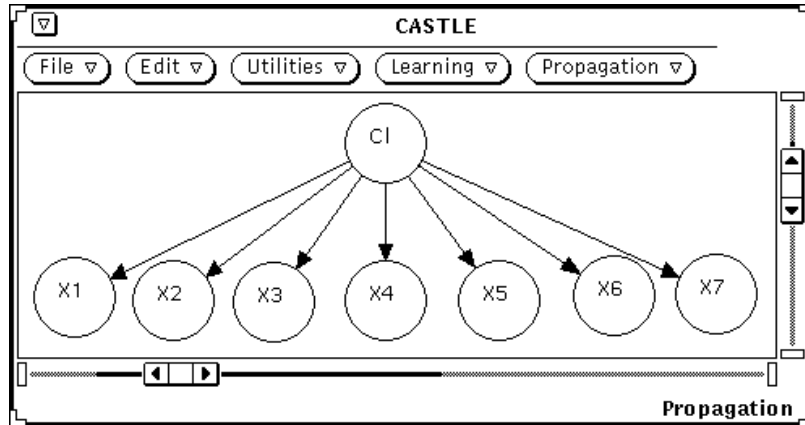 CASTLE
File Edit Utilities Learning Propagation
Cl
X1 X2 X3 X4 X5 X6 X7
Propagation